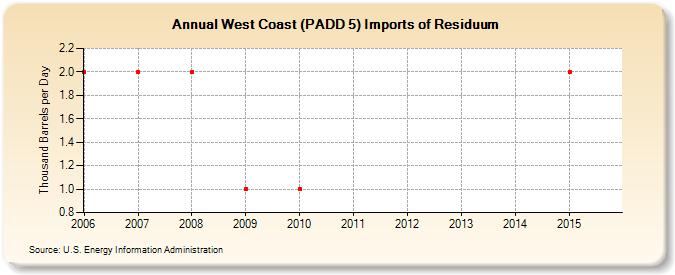 Annual West Coast (PADD 5) Imports of Residuum
Thousand Barrels per Day
2.2
2.0
1.8
1.6
1.4
1.2
1.0
0.8
2006 2007 2008 2009 2010 2011 2012 2013 2014 2015
Source: U.S. Energy Information Administration